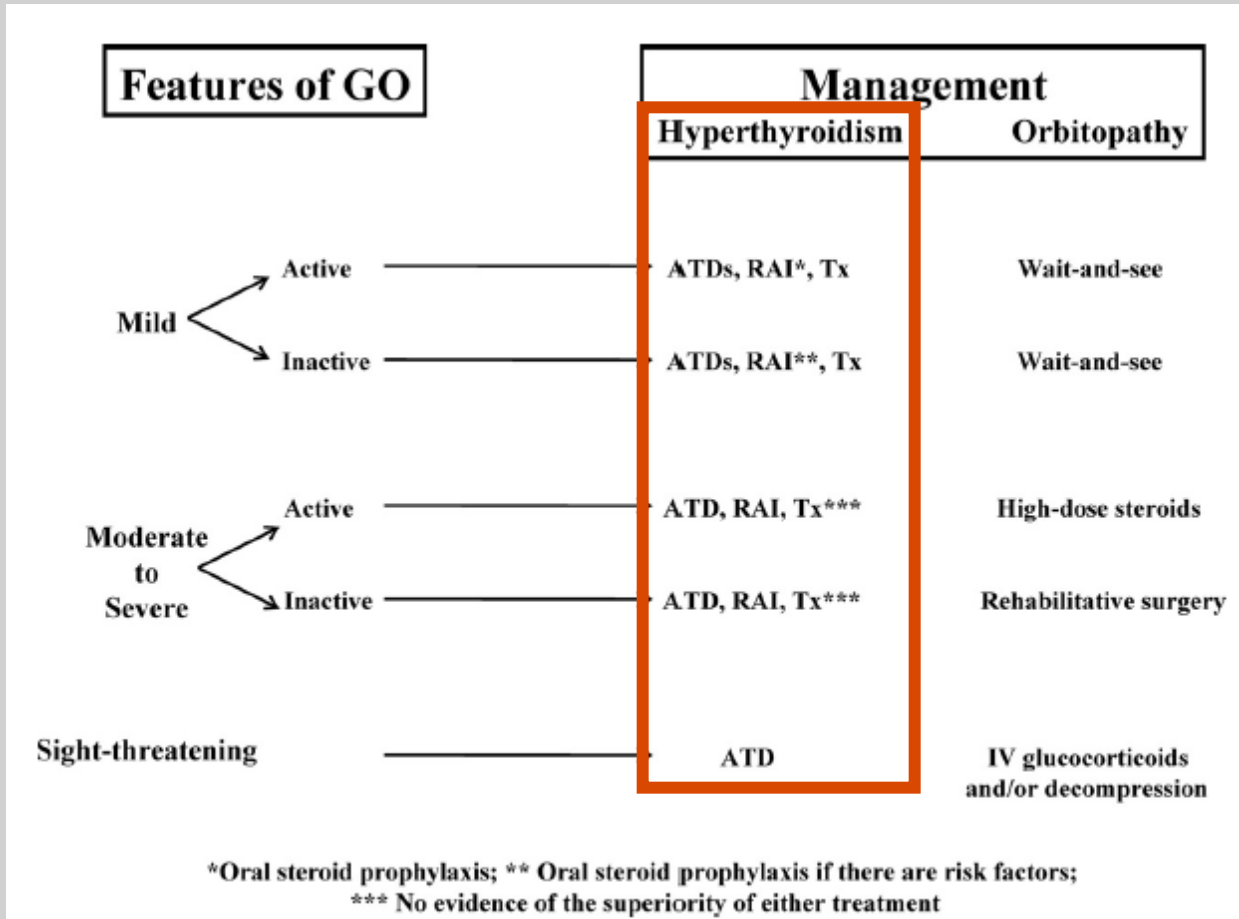 Features of GO
Management
Hyperthyroidism Orbitopathy
Active ATDs, RAI*, Tx Wait-and-see
Mild
Inactive ATDs, RAI**, Tx Wait-and-see
Active ATD, RAI, Tx*** High-dose steroids
Moderate
to
Severe
Inactive ATD, RAI, Tx*** Rehabilitative surgery
Sight-threatening ATD IV glucocorticoids
and/or decompression
*Oral steroid prophylaxis; ** Oral steroid prophylaxis if there are risk factors;
*** No evidence of the superiority of either treatment